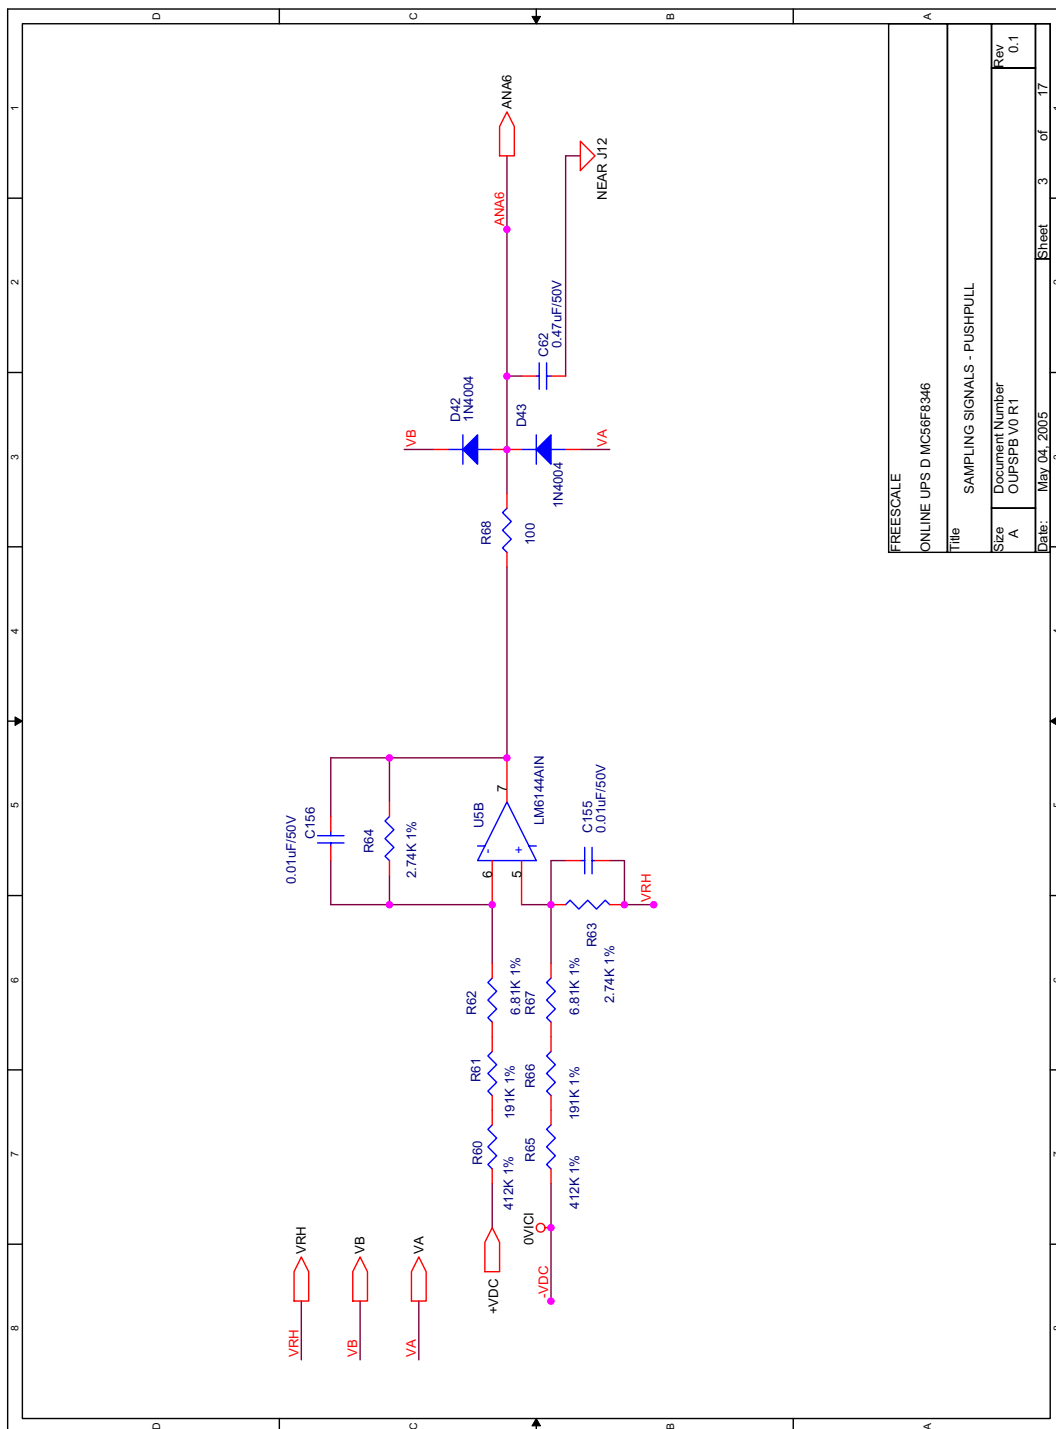 D
C
B
A
1
2
3
4
5
6
7
8
VRH
VRH
VB
VB
VA
VA
+VDC
-VDC
0VICI
R60
412K 1%
R61
191K 1%
R62
6.81K 1%
R65
412K 1%
R66
191K 1%
R67
6.81K 1%
R63
2.74K 1%
VRH
C155
0.01uF/50V
C156
0.01uF/50V
R64
2.74K 1%
6
5
7
-
+
U5B
LM6144AIN
R68
100
VB
D42
1N4004
D43
1N4004
VA
C62
0.47uF/50V
ANA6
ANA6
NEAR J12
FREESCALE
ONLINE UPS D MC56F8346
Title
SAMPLING SIGNALS - PUSHPULL
Size
A
Document Number
OUPSPB V0 R1
Rev
0.1
Date:
May 04, 2005
Sheet
3
of
17
D
C
B
A